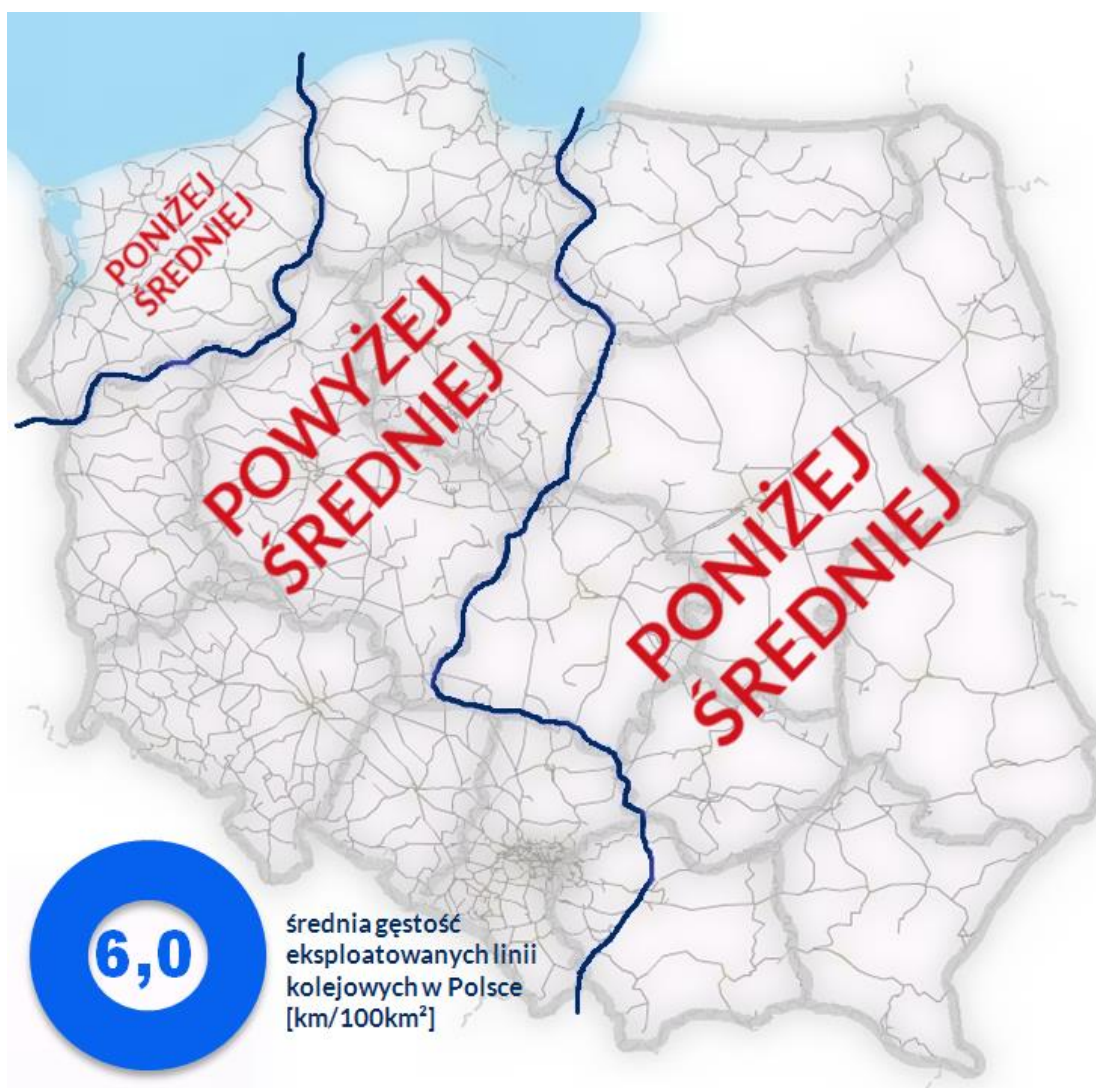 PONIŻEJ
ŚREDNIEJ
POWYŻEJ
ŚREDNIEJ
PONIŻEJ
ŚREDNIEJ
6,0
średnia gęstość
eksploatowanych linii
kolejowych w Polsce
[km/100km²]